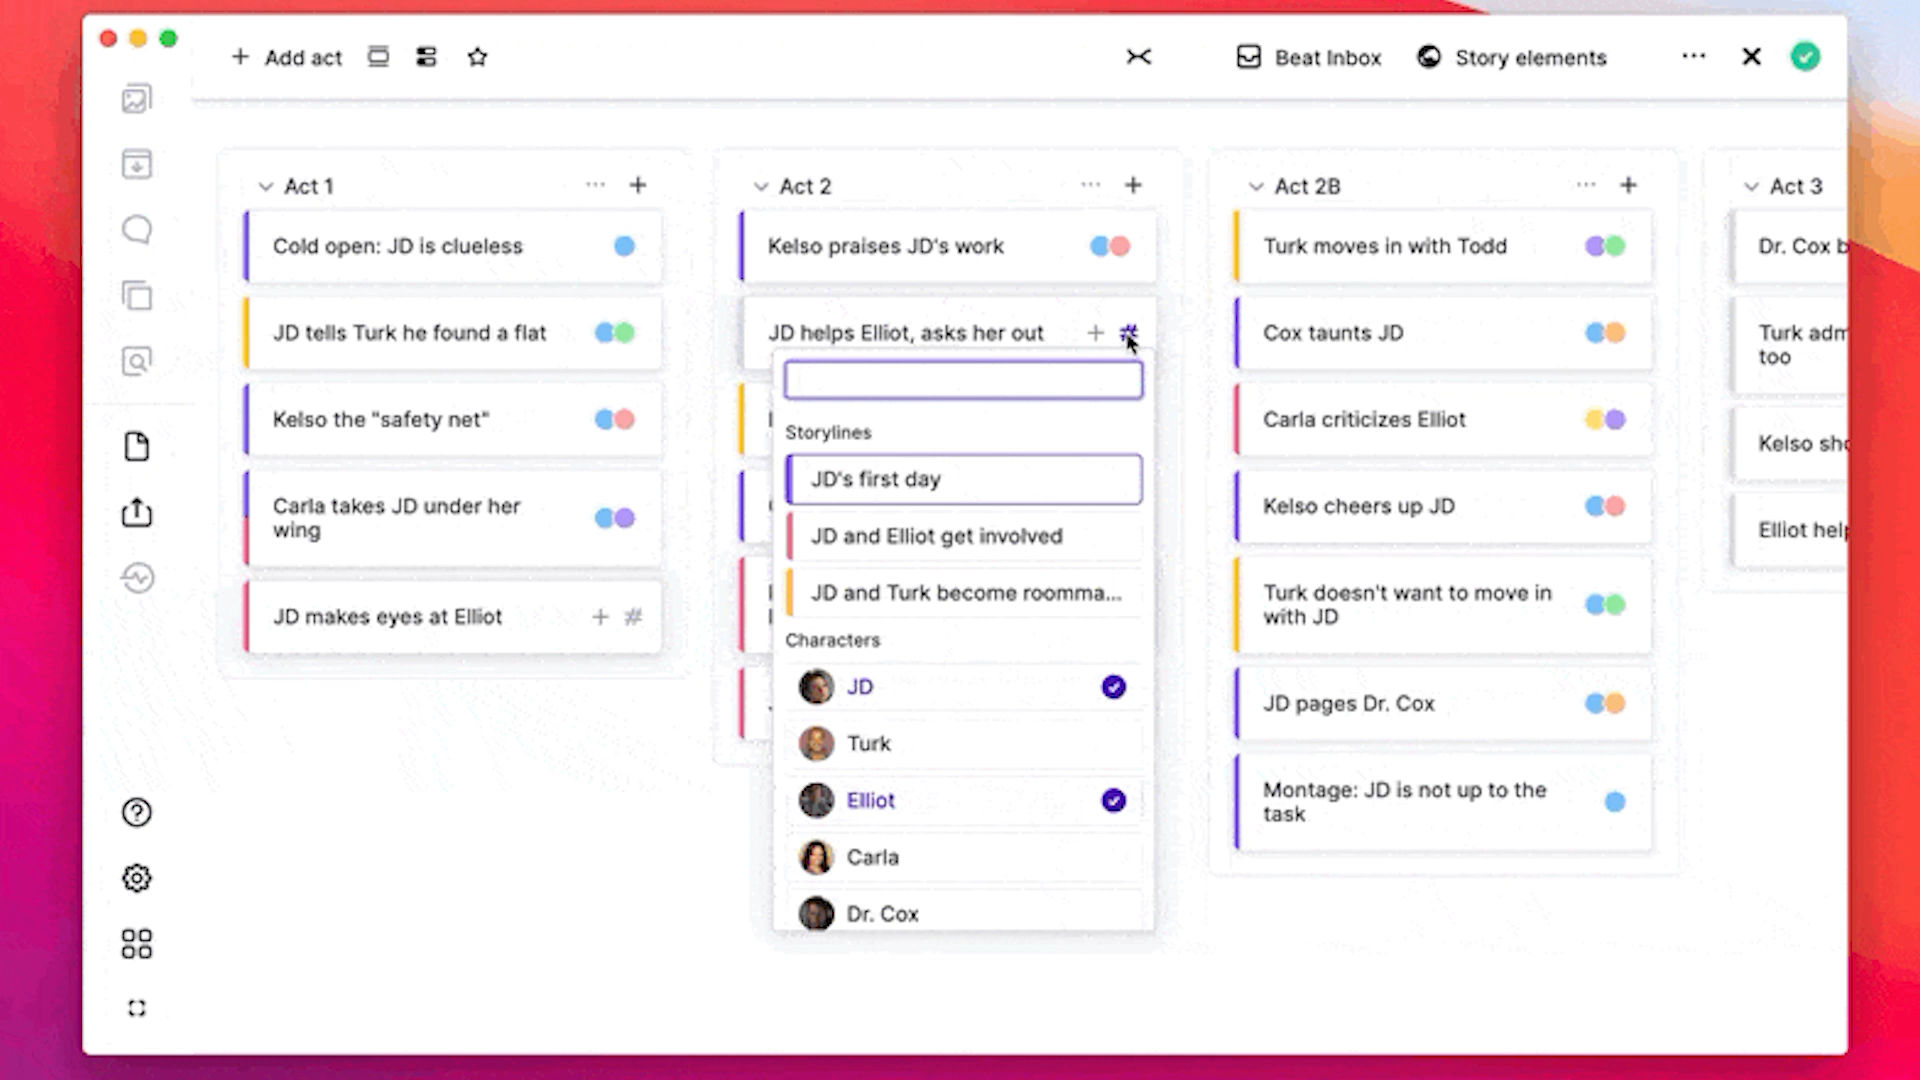 Add act
Beat Inbox
Story elements
Act 1
Cold open: JD is clueless
JD tells Turk he found a flat
Kelso the "safety net"
Carla takes JD under her
wing
JD makes eyes at Elliot
Act 2
Kelso praises JD's work
JD helps Elliot, asks her out
Storylines
JD's first day
JD and Elliot get involved
JD and Turk become roomma...
Characters
JD
Turk
Elliot
Carla
Dr. Cox
Act 2B
Turk moves in with Todd
Cox taunts JD
Carla criticizes Elliot
Kelso cheers up JD
Turk doesn't want to move in
with JD
JD pages Dr. Cox
Montage: JD is not up to the
task
Act 3
Dr. Cox b
Turk adm
too
Kelso sho
Elliot help